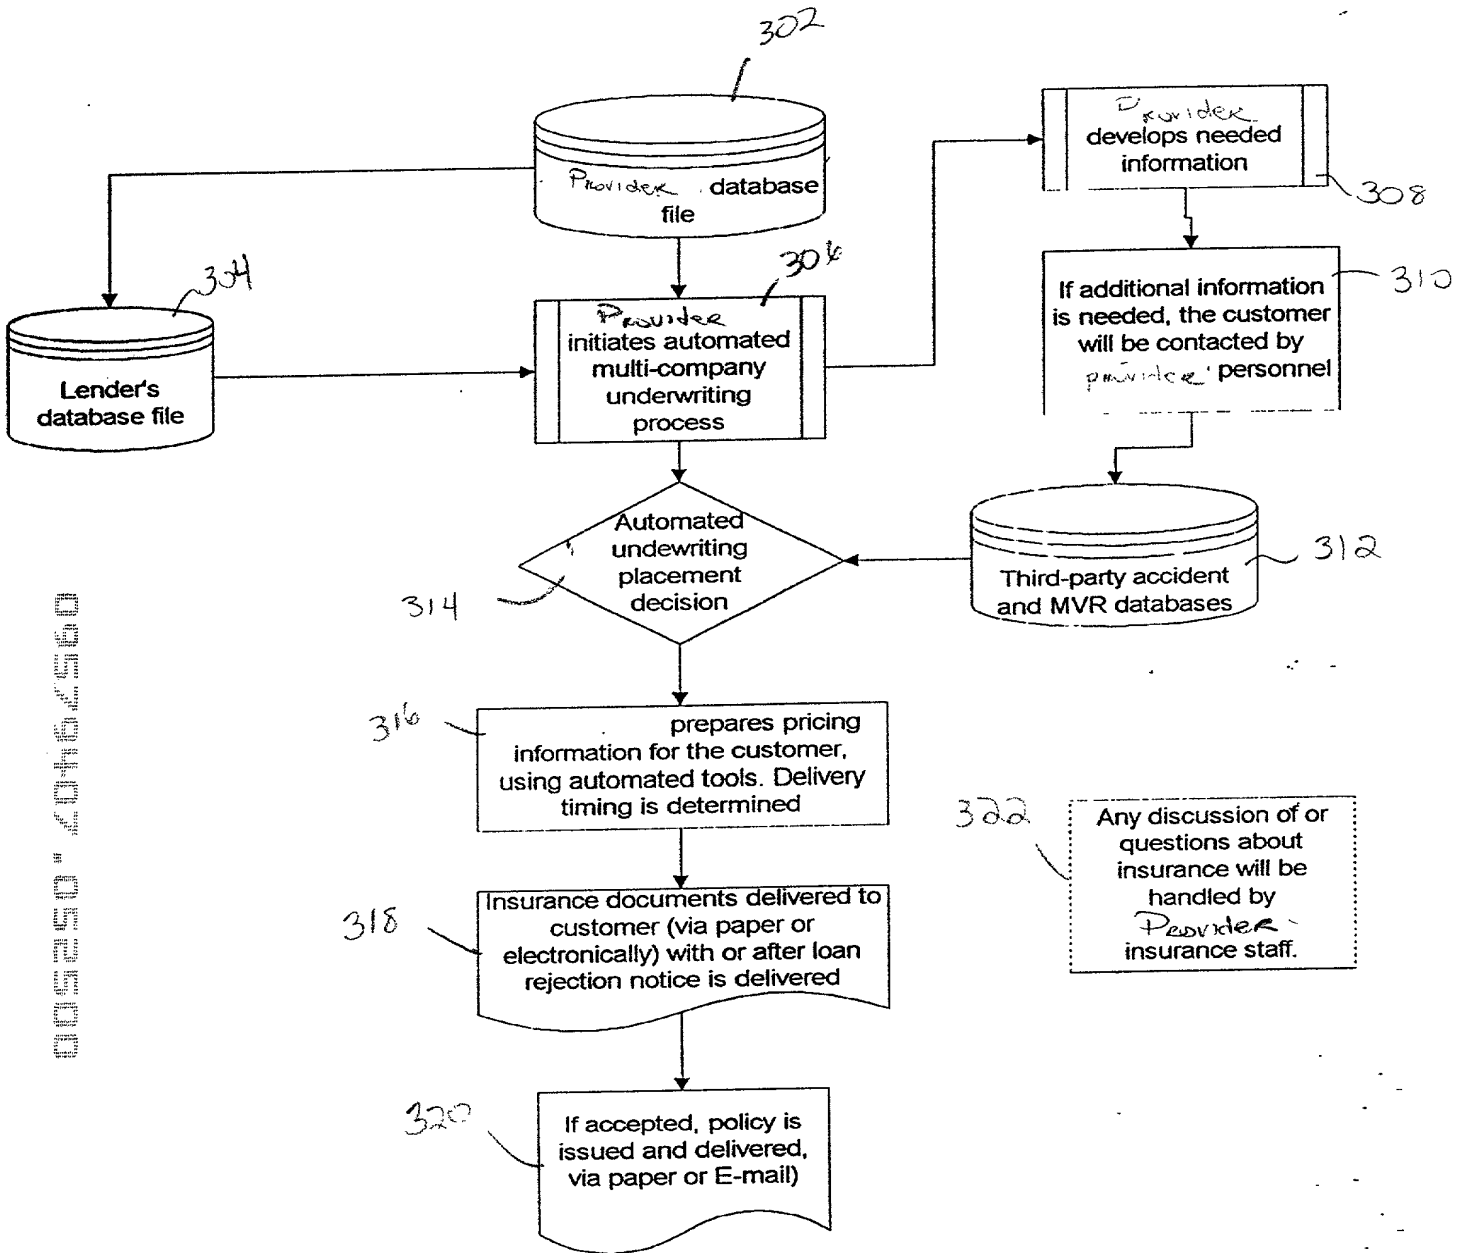 302
Provider database
file
304
Lender's
database file
306
Provider
initiates automated
multi-company
underwriting
process
Provider
develops needed
information
308
If additional information
is needed, the customer
will be contacted by
provider personnel
310
Third-party accident
and MVR databases
312
Automated
undewriting
placement
decision
314
316
prepares pricing
information for the customer,
using automated tools. Delivery
timing is determined
318
Insurance documents delivered to
customer (via paper or
electronically) with or after loan
rejection notice is delivered
320
If accepted, policy is
issued and delivered,
via paper or E-mail)
322
Any discussion of or
questions about
insurance will be
handled by
Provider
insurance staff.